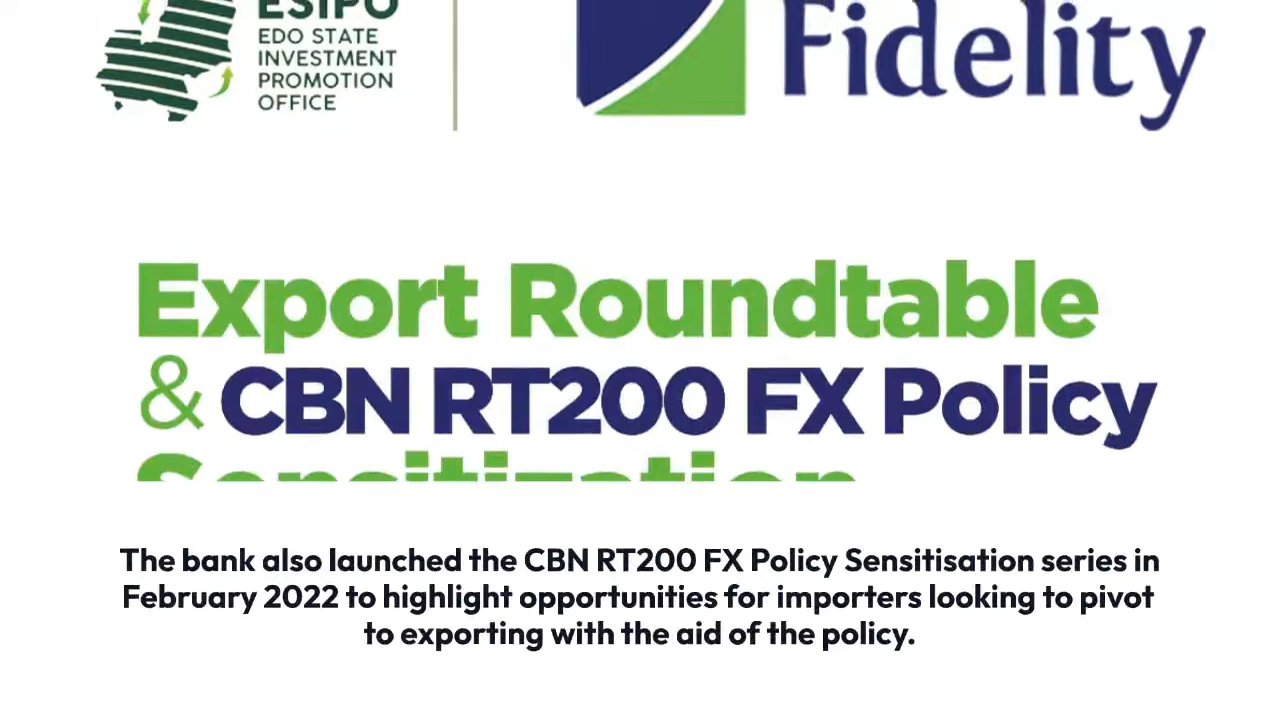 ESIPO
EDO STATE
INVESTMENT
PROMOTION
OFFICE
Fidelity
Export Roundtable
& CBN RT200 FX Policy
Sensitization
The bank also launched the CBN RT200 FX Policy Sensitisation series in
February 2022 to highlight opportunities for importers looking to pivot
to exporting with the aid of the policy.